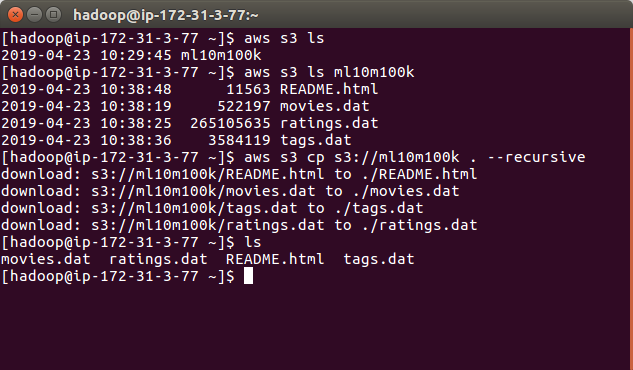 hadoop@ip-172-31-3-77:~
[hadoop@ip-172-31-3-77 ~]$ aws s3 ls
2019-04-23 10:29:45 ml10m100k
[hadoop@ip-172-31-3-77 ~]$ aws s3 ls ml10m100k
2019-04-23 10:38:48      11563 README.html
2019-04-23 10:38:19     522197 movies.dat
2019-04-23 10:38:25  265105635 ratings.dat
2019-04-23 10:38:36    3584119 tags.dat
[hadoop@ip-172-31-3-77 ~]$ aws s3 cp s3://ml10m100k . --recursive
download: s3://ml10m100k/README.html to ./README.html
download: s3://ml10m100k/movies.dat to ./movies.dat
download: s3://ml10m100k/tags.dat to ./tags.dat
download: s3://ml10m100k/ratings.dat to ./ratings.dat
[hadoop@ip-172-31-3-77 ~]$ ls
movies.dat  ratings.dat  README.html  tags.dat
[hadoop@ip-172-31-3-77 ~]$